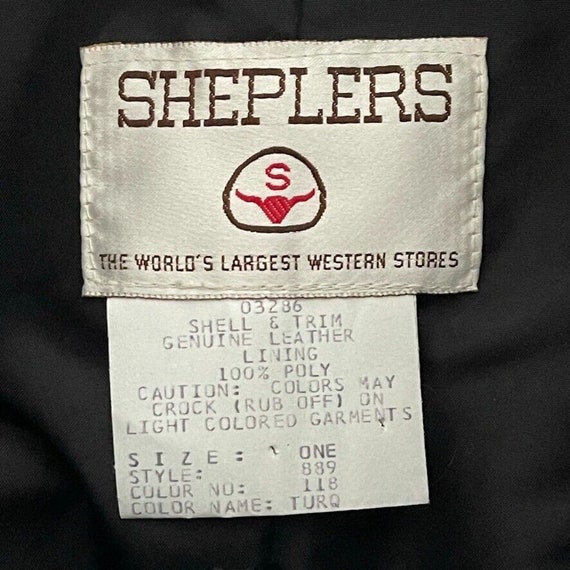 SHEPLERS
S
THE WORLD'S LARGEST WESTERN STORES
03286
SHELL & TRIM
GENUINE LEATHER
LINING
100% POLY
CAUTION: COLORS MAY
CROCK (RUB OFF) ON
LIGHT COLORED GARMENTS
SIZE: ONE
STYLE: 889
COLOR NO: 118
COLOR NAME: TURQ